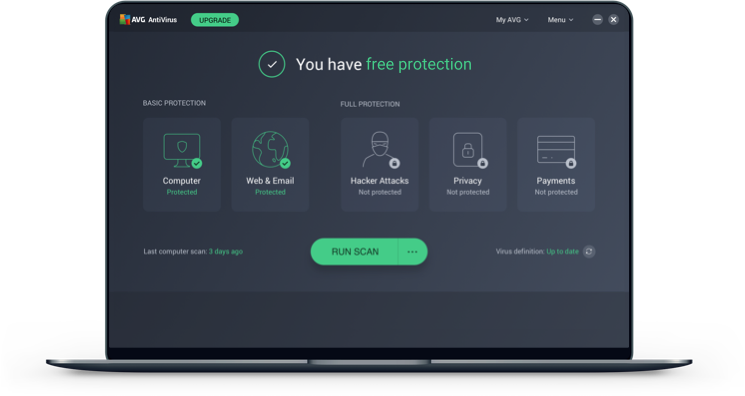 AVG AntiVirus UPGRADE My AVG Menu
You have free protection
BASIC PROTECTION FULL PROTECTION
Computer Web & Email Hacker Attacks Privacy Payments
Protected Protected Not protected Not protected Not protected
Last computer scan: 3 days ago RUN SCAN ••• Virus definition: Up to date